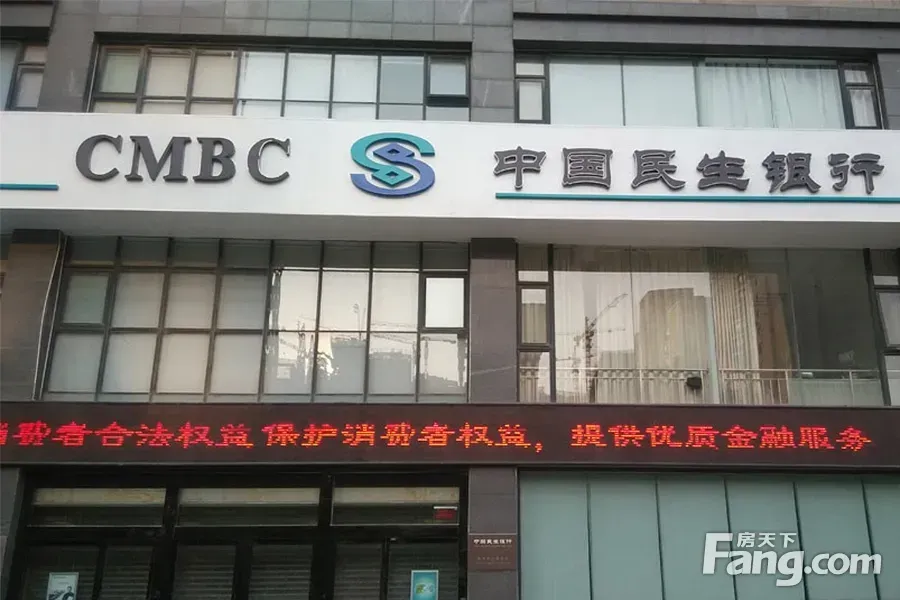 CMBC 中国民生银行
消费者合法权益 保护消费者权益，提供优质金融服务
中国民生银行
房天下
Fang.com